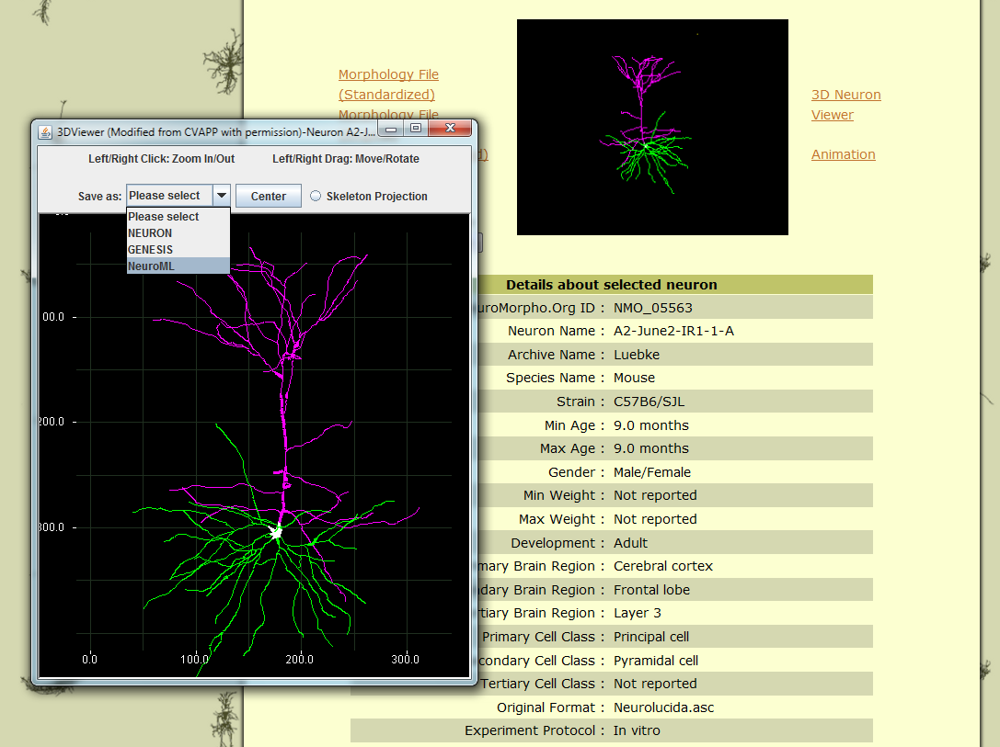 Morphology File
(Standardized)
Morphology File
3D Neuron
Viewer
Animation
3DViewer (Modified from CVAPP with permission)-Neuron A2-J...
Left/Right Click: Zoom In/Out Left/Right Drag: Move/Rotate
Save as: Please select Center Skeleton Projection
Please select
NEURON
GENESIS
NeuroML
00.0
200.0
300.0
0.0 100.0 200.0 300.0
Details about selected neuron
uroMorpho.Org ID : NMO_05563
Neuron Name : A2-June2-IR1-1-A
Archive Name : Luebke
Species Name : Mouse
Strain : C57B6/SJL
Min Age : 9.0 months
Max Age : 9.0 months
Gender : Male/Female
Min Weight : Not reported
Max Weight : Not reported
Development : Adult
mary Brain Region : Cerebral cortex
ndary Brain Region : Frontal lobe
rtiary Brain Region : Layer 3
Primary Cell Class : Principal cell
condary Cell Class : Pyramidal cell
Tertiary Cell Class : Not reported
Original Format : Neurolucida.asc
Experiment Protocol : In vitro